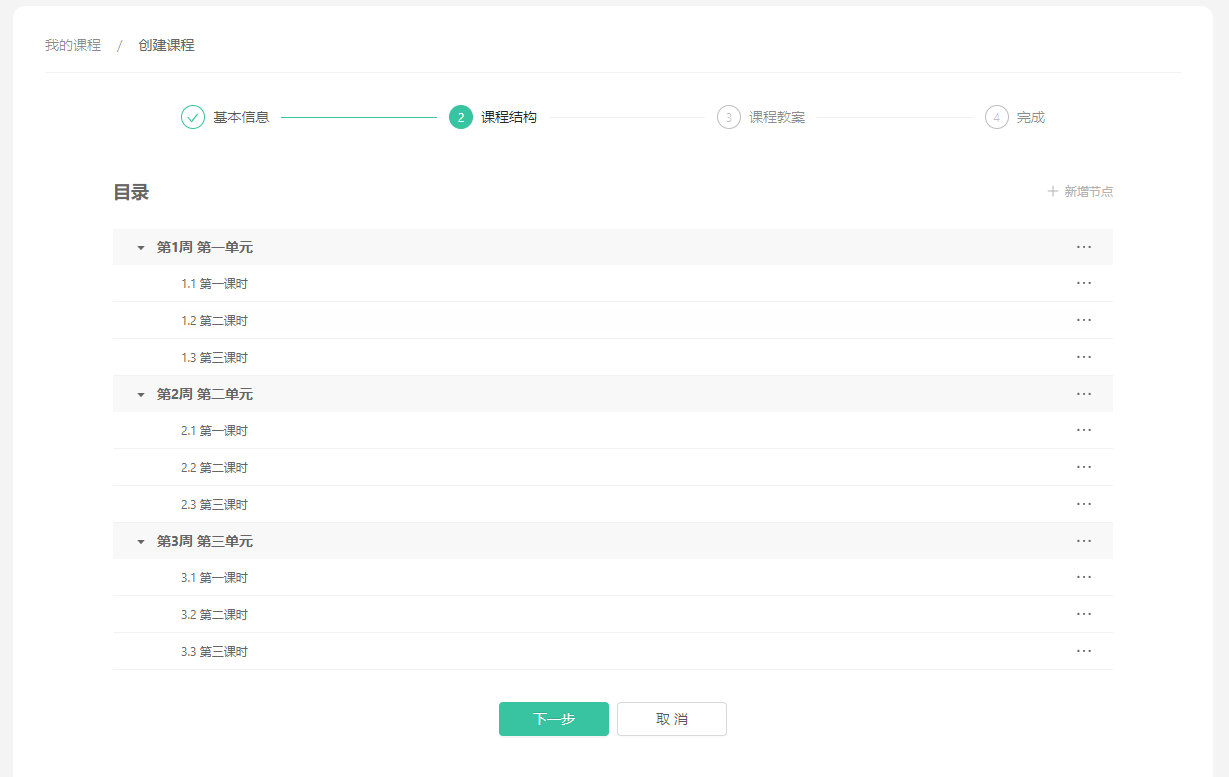 我的课程 / 创建课程
基本信息 2 课程结构 3 课程教案 4 完成
目录 + 新增节点
第1周 第一单元 ···
1.1 第一课时 ···
1.2 第二课时 ···
1.3 第三课时 ···
第2周 第二单元 ···
2.1 第一课时 ···
2.2 第二课时 ···
2.3 第三课时 ···
第3周 第三单元 ···
3.1 第一课时 ···
3.2 第二课时 ···
3.3 第三课时 ···
下一步 取 消